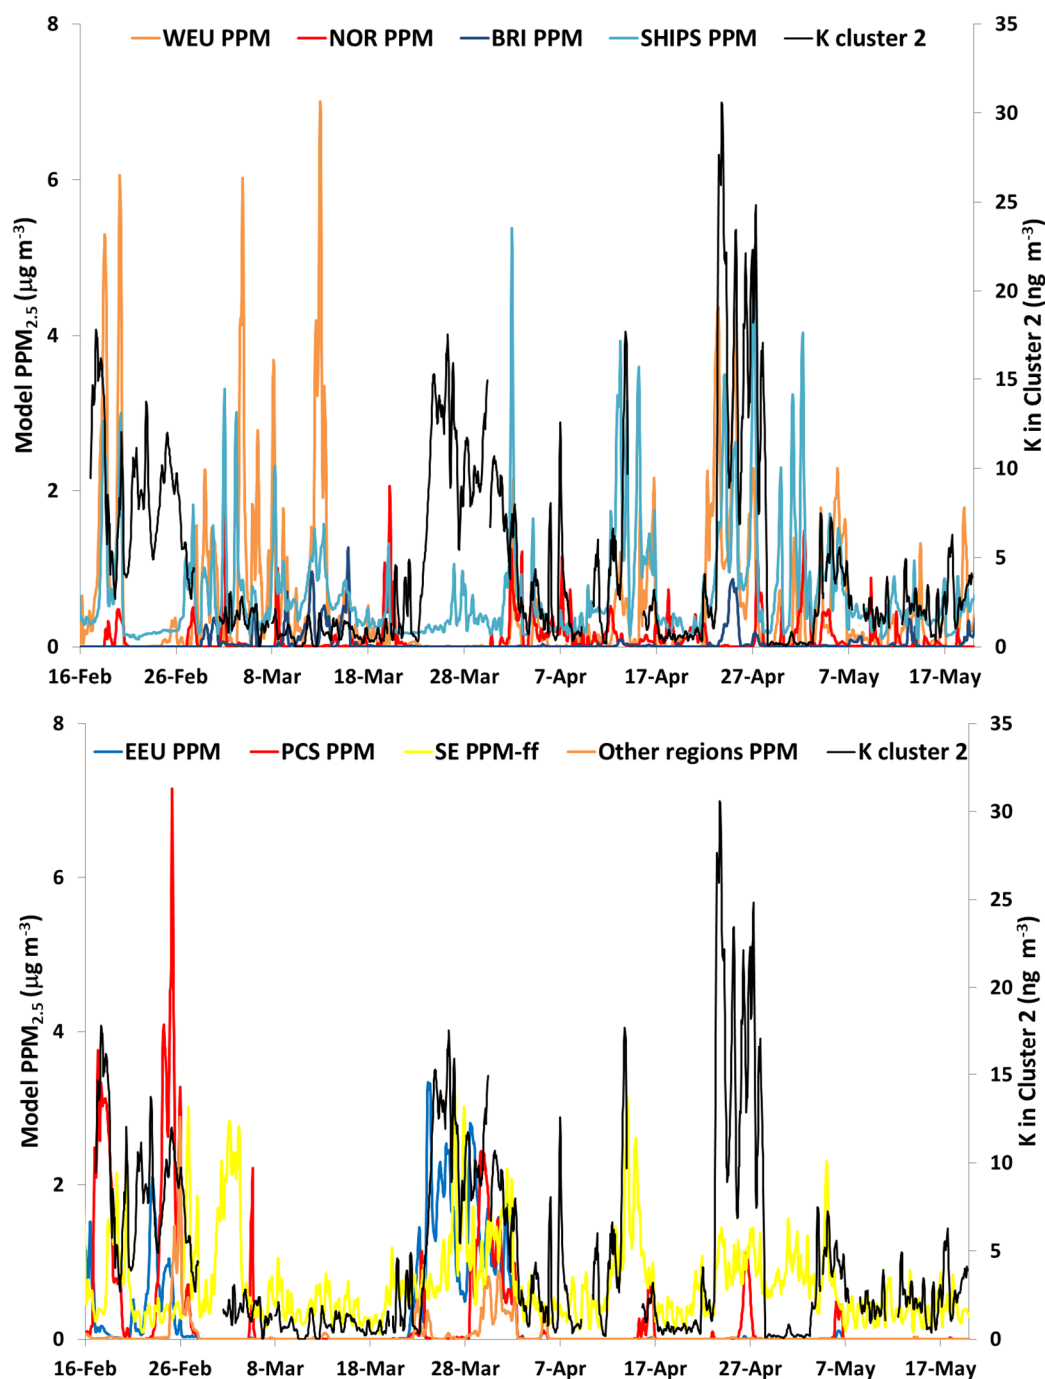 8 35
WEU PPM NOR PPM BRI PPM SHIPS PPM K cluster 2
30
6
25
20
4
15
10
2
5
0 0
16-Feb 26-Feb 8-Mar 18-Mar 28-Mar 7-Apr 17-Apr 27-Apr 7-May 17-May
Model PPM2.5 (µg m-3)
K in Cluster 2 (ng m-3)
8 35
EEU PPM PCS PPM SE PPM-ff Other regions PPM K cluster 2
30
6
25
20
4
15
10
2
5
0 0
16-Feb 26-Feb 8-Mar 18-Mar 28-Mar 7-Apr 17-Apr 27-Apr 7-May 17-May
Model PPM2.5 (µg m-3)
K in Cluster 2 (ng m-3)